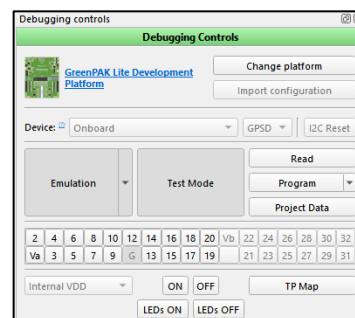 Debugging controls
Debugging Controls
GreenPAK Lite Development
Platform
Change platform
Import configuration
Device: [?] Onboard GPSD I2C Reset
Emulation Test Mode
Read
Program
Project Data
2 4 6 8 10 12 14 16 18 20 Vb 22 24 26 28 30 32
Va 3 5 7 9 G 13 15 17 19 21 23 25 27 29 31
Internal VDD ON OFF TP Map
LEDs ON LEDs OFF